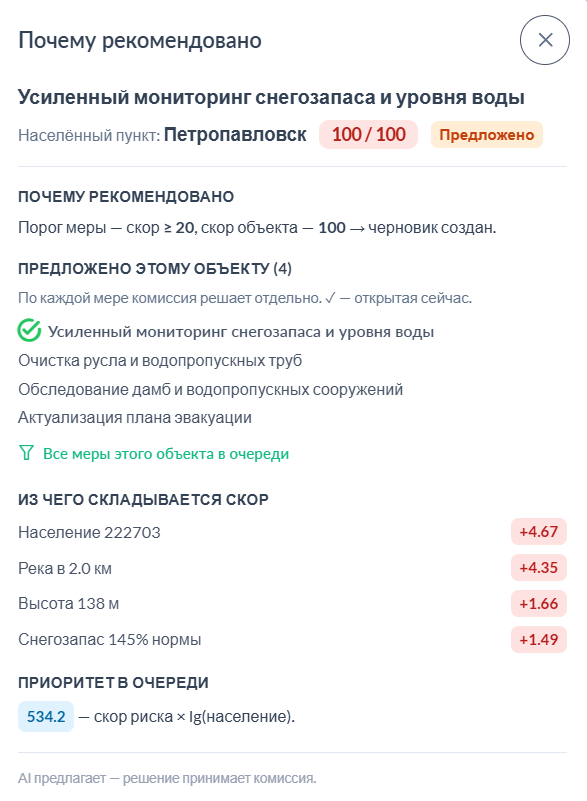 Почему рекомендовано
Усиленный мониторинг снегозапаса и уровня воды
Населённый пункт: Петропавловск 100 / 100 Предложено
ПОЧЕМУ РЕКОМЕНДОВАНО
Порог меры — скор ≥ 20, скор объекта — 100 → черновик создан.
ПРЕДЛОЖЕНО ЭТОМУ ОБЪЕКТУ (4)
По каждой мере комиссия решает отдельно. ✓ — открытая сейчас.
Усиленный мониторинг снегозапаса и уровня воды
Очистка русла и водопропускных труб
Обследование дамб и водопропускных сооружений
Актуализация плана эвакуации
Все меры этого объекта в очереди
ИЗ ЧЕГО СКЛАДЫВАЕТСЯ СКОР
Население 222703 +4.67
Река в 2.0 км +4.35
Высота 138 м +1.66
Снегозапас 145% нормы +1.49
ПРИОРИТЕТ В ОЧЕРЕДИ
534.2 — скор риска × lg(население).
AI предлагает — решение принимает комиссия.